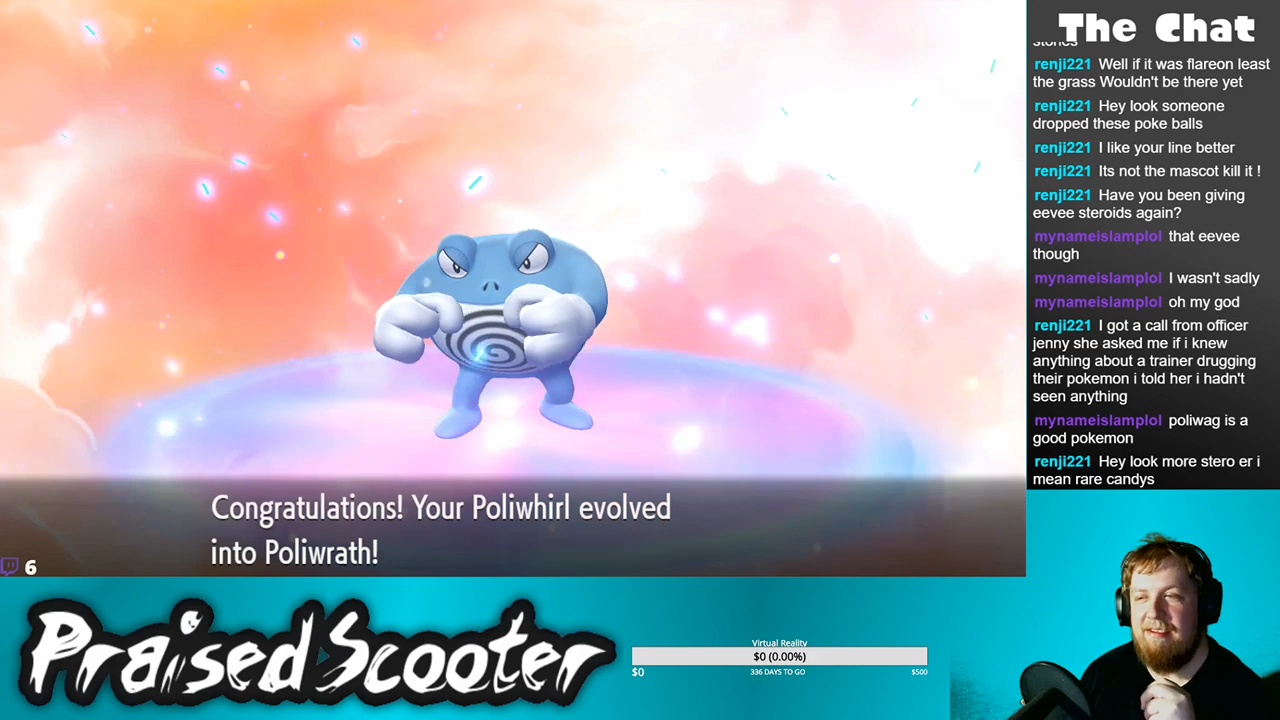 The Chat
stones
renji221 Well if it was flareon least
the grass Wouldn't be there yet
renji221 Hey look someone
dropped these poke balls
renji221 I like your line better
renji221 Its not the mascot kill it !
renji221 Have you been giving
eevee steroids again?
mynameislamplol that eevee
though
mynameislamplol I wasn't sadly
mynameislamplol oh my god
renji221 I got a call from officer
jenny she asked me if i knew
anything about a trainer drugging
their pokemon i told her i hadn't
seen anything
mynameislamplol poliwag is a
good pokemon
renji221 Hey look more stero er i
mean rare candys
Congratulations! Your Poliwhirl evolved
into Poliwrath!
6
PraisedScooter
Virtual Reality
$0 (0.00%)
$0 336 DAYS TO GO $500